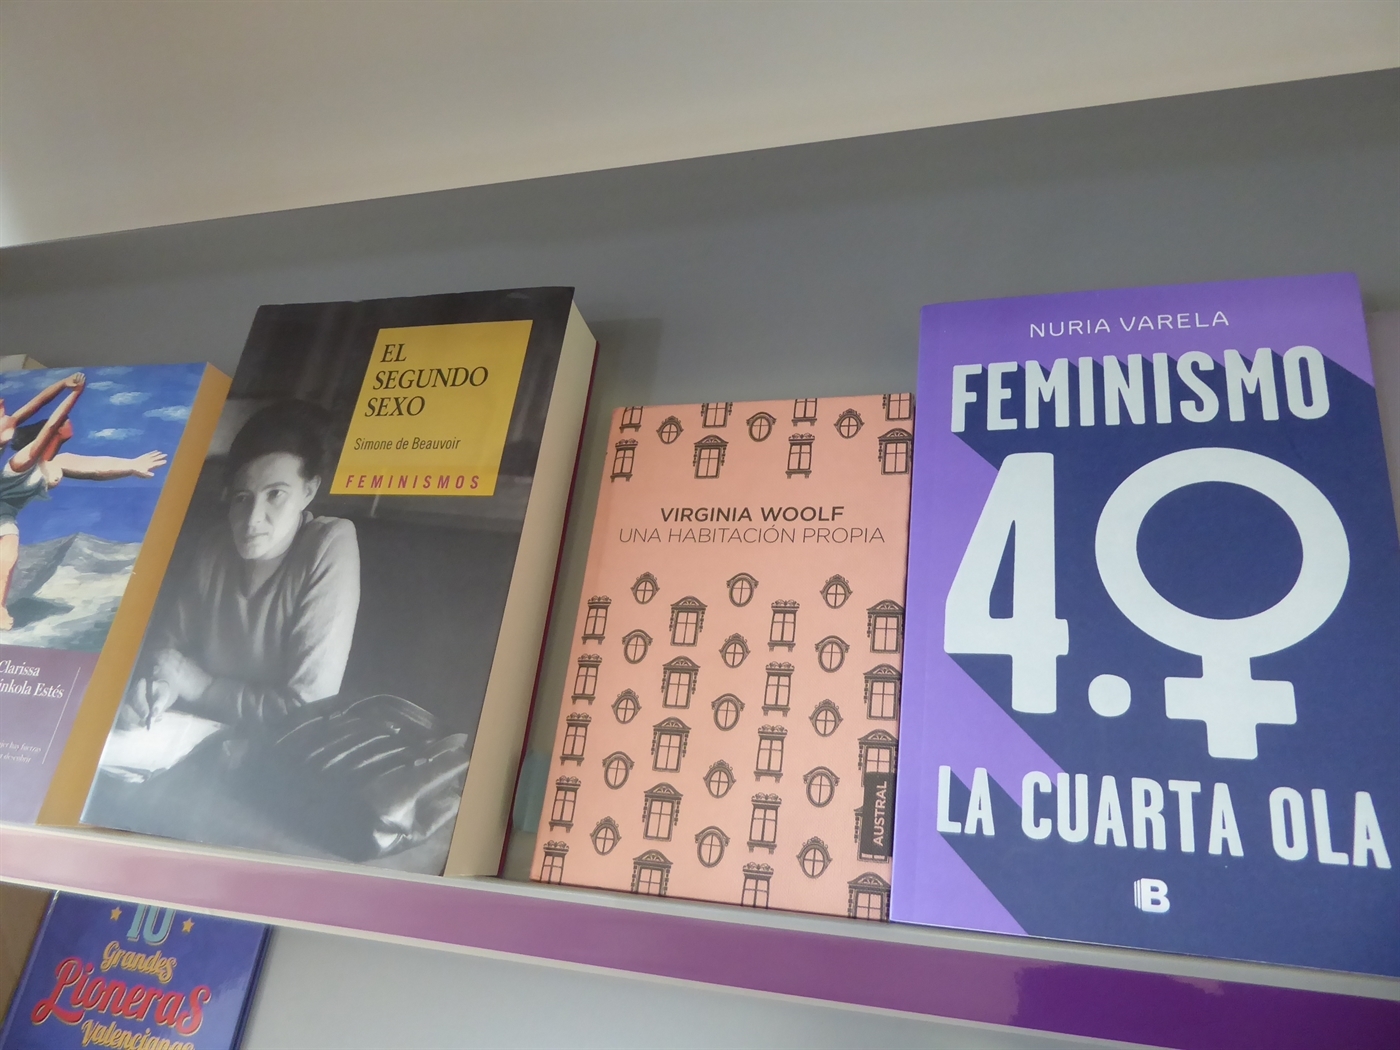 Clarissa
inkola Estés
EL
SEGUNDO
SEXO
Simone de Beauvoir
FEMINISMOS
VIRGINIA WOOLF
UNA HABITACIÓN PROPIA
AUSTRAL
NURIA VARELA
FEMINISMO
4.0
LA CUARTA OLA
B
10
Grandes
Pioneras
Valencianas